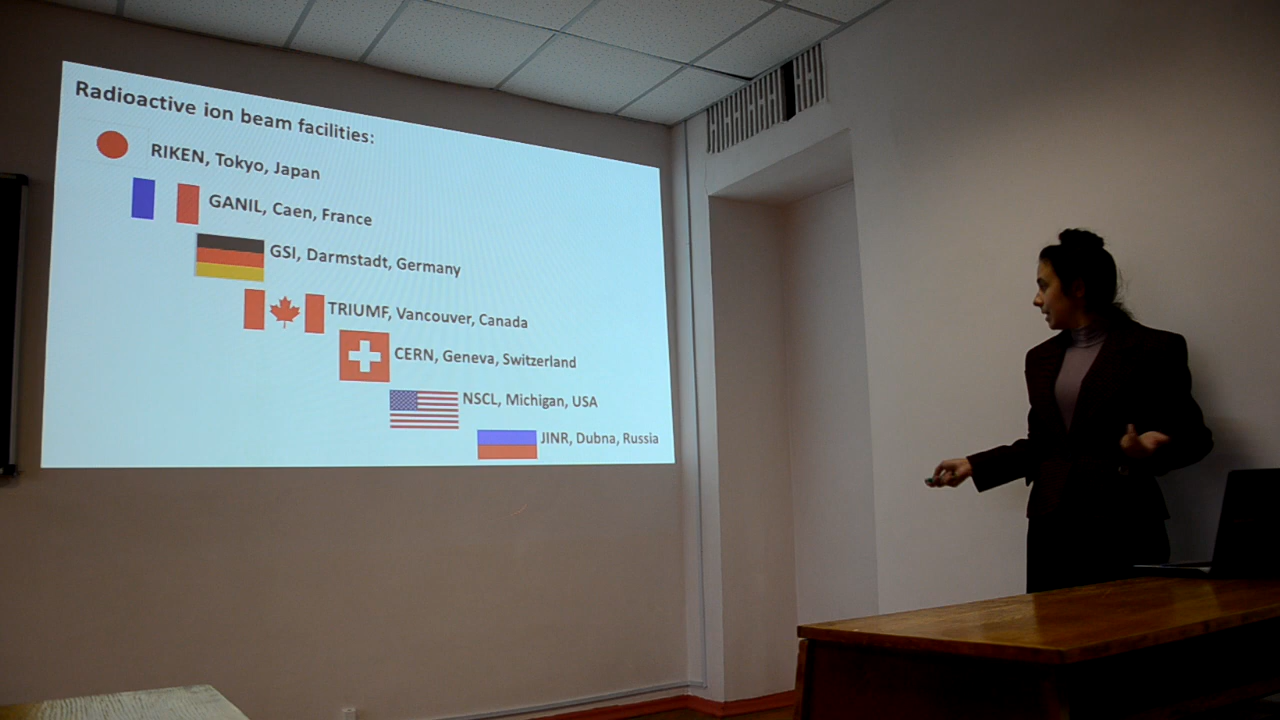 Radioactive ion beam facilities:
RIKEN, Tokyo, Japan
GANIL, Caen, France
GSI, Darmstadt, Germany
TRIUMF, Vancouver, Canada
CERN, Geneva, Switzerland
NSCL, Michigan, USA
JINR, Dubna, Russia